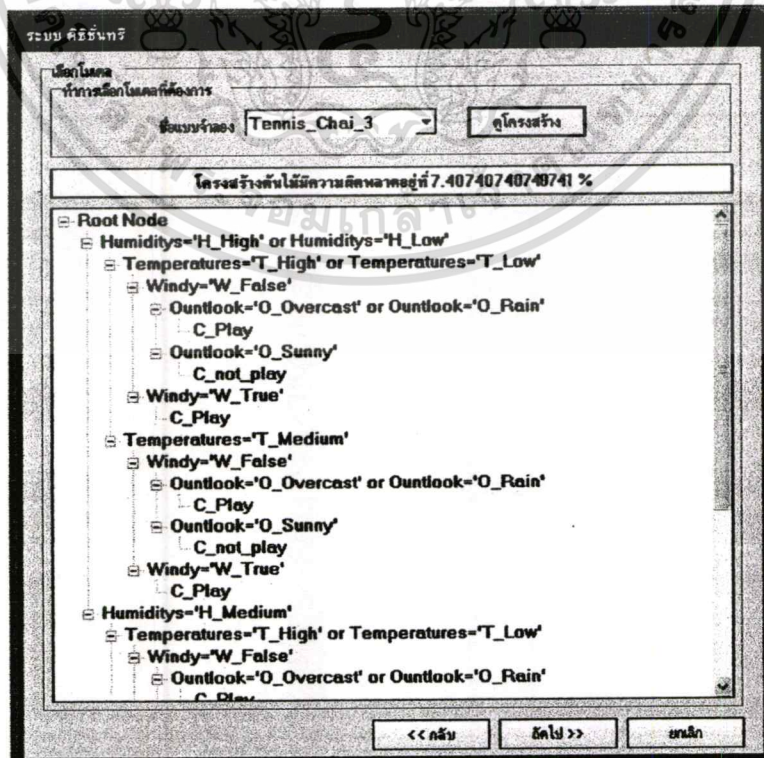 ระบบ ดิซิชั่นทรี
เลือกโมเดล
ทำการเลือกโมเดลที่ต้องการ
ชื่อแบบจำลอง Tennis_Chai_3 ดูโครงสร้าง
โครงสร้างต้นไม้มีความผิดพลาดอยู่ที่ 7.40740740740741 %
Root Node
Humiditys='H_High' or Humiditys='H_Low'
Temperatures='T_High' or Temperatures='T_Low'
Windy='W_False'
Ountlook='O_Overcast' or Ountlook='O_Rain'
C_Play
Ountlook='O_Sunny'
C_not_play
Windy='W_True'
C_Play
Temperatures='T_Medium'
Windy='W_False'
Ountlook='O_Overcast' or Ountlook='O_Rain'
C_Play
Ountlook='O_Sunny'
C_not_play
Windy='W_True'
C_Play
Humiditys='H_Medium'
Temperatures='T_High' or Temperatures='T_Low'
Windy='W_False'
Ountlook='O_Overcast' or Ountlook='O_Rain'
C_Play
<< กลับ ถัดไป >> ยกเลิก